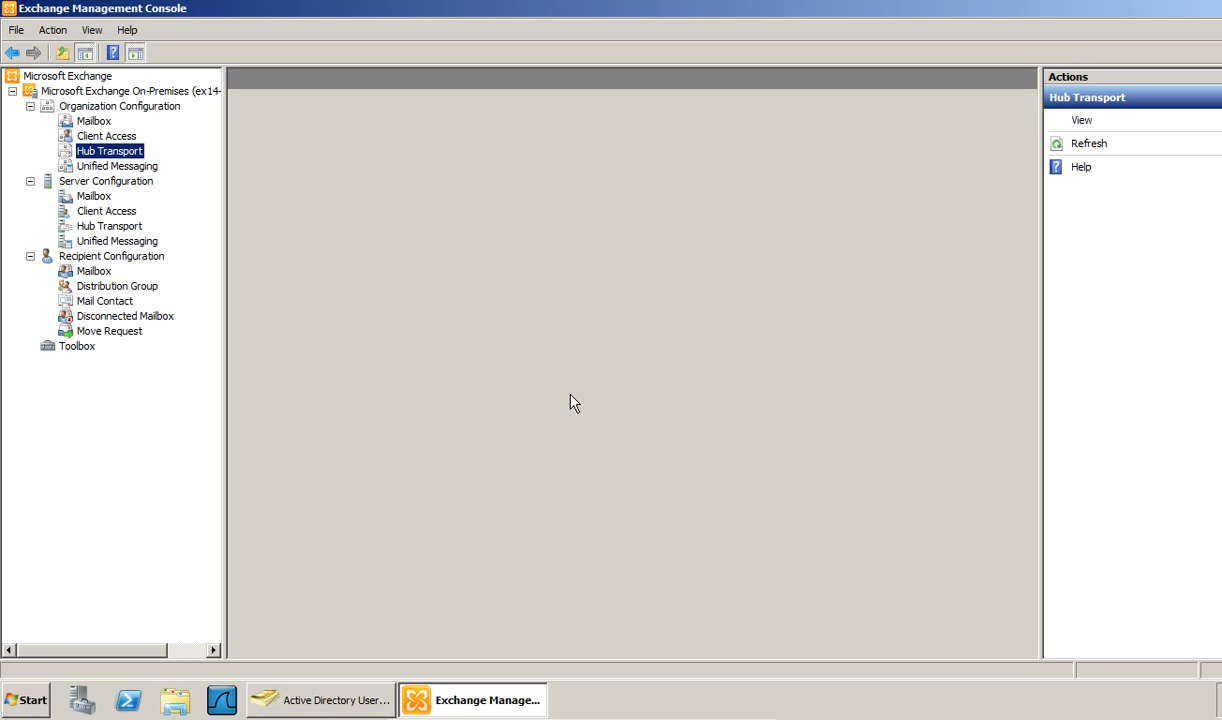 Exchange Management Console
File Action View Help
Microsoft Exchange
Microsoft Exchange On-Premises (ex14-
Organization Configuration
Mailbox
Client Access
Hub Transport
Unified Messaging
Server Configuration
Mailbox
Client Access
Hub Transport
Unified Messaging
Recipient Configuration
Mailbox
Distribution Group
Mail Contact
Disconnected Mailbox
Move Request
Toolbox
Actions
Hub Transport
View
Refresh
Help
Start
Active Directory User...
Exchange Manage...